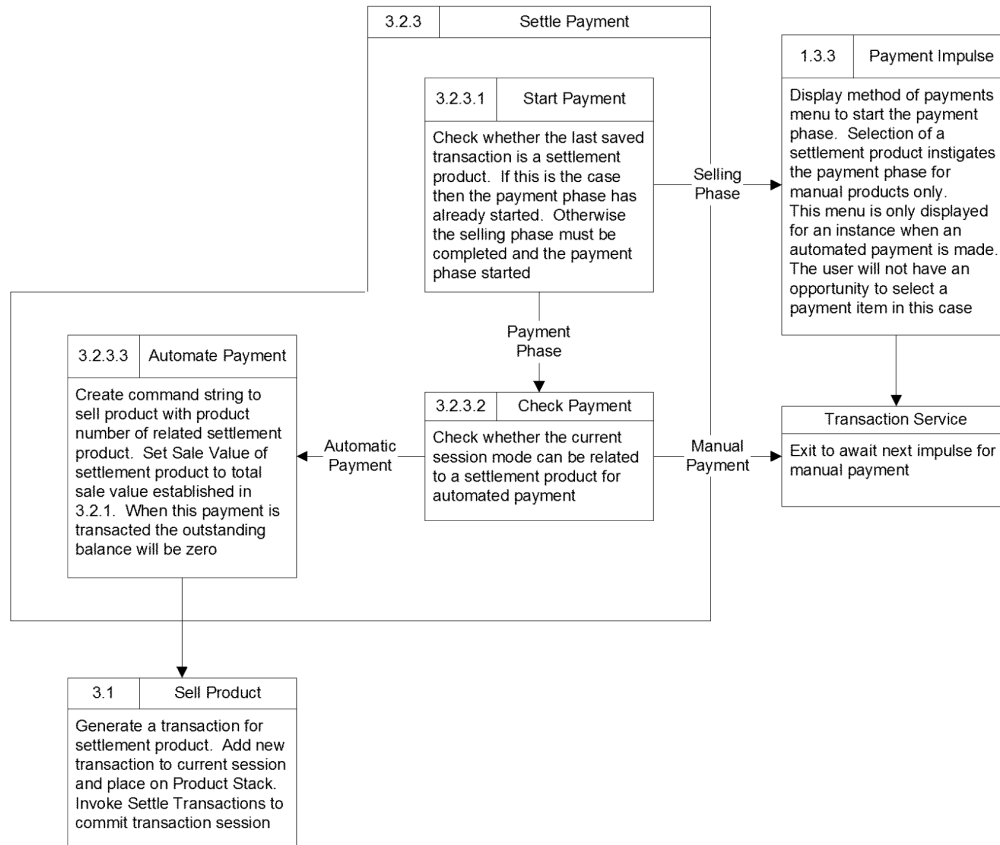 3.2.3 Settle Payment
1.3.3 Payment Impulse
Display method of payments
menu to start the payment
phase. Selection of a
settlement product instigates
the payment phase for
manual products only.
This menu is only displayed
for an instance when an
automated payment is made.
The user will not have an
opportunity to select a
payment item in this case
3.2.3.1 Start Payment
Check whether the last saved
transaction is a settlement
product. If this is the case
then the payment phase has
already started. Otherwise
the selling phase must be
completed and the payment
phase started
Selling
Phase
Payment
Phase
3.2.3.3 Automate Payment
Create command string to
sell product with product
number of related settlement
product. Set Sale Value of
settlement product to total
sale value established in
3.2.1. When this payment is
transacted the outstanding
balance will be zero
Automatic
Payment
3.2.3.2 Check Payment
Check whether the current
session mode can be related
to a settlement product for
automated payment
Manual
Payment
Transaction Service
Exit to await next impulse for
manual payment
3.1 Sell Product
Generate a transaction for
settlement product. Add new
transaction to current session
and place on Product Stack.
Invoke Settle Transactions to
commit transaction session